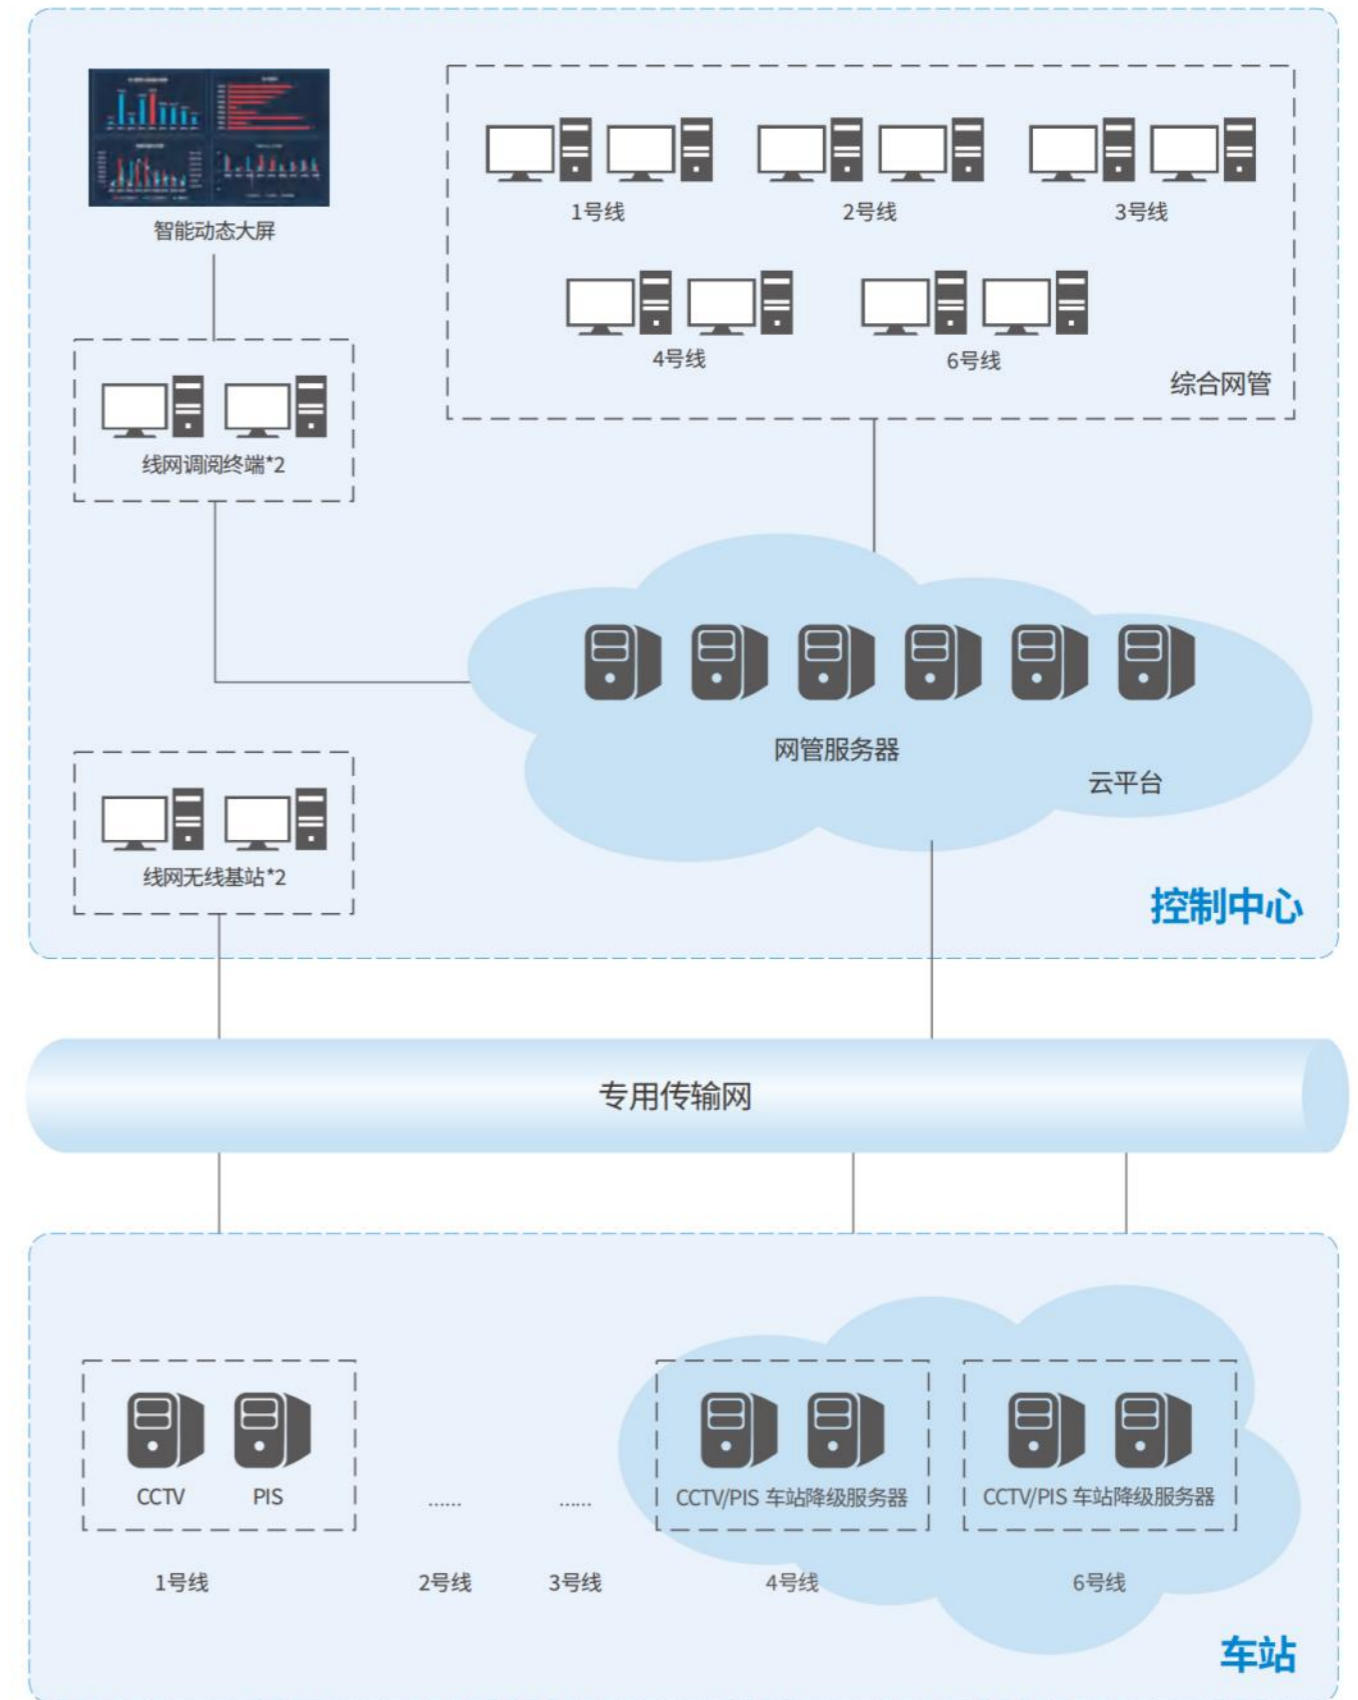 智能动态大屏
1号线
2号线
3号线
4号线
6号线
综合网管
线网调阅终端*2
网管服务器
云平台
线网无线基站*2
控制中心
专用传输网
CCTV
PIS
......
......
CCTV/PIS 车站降级服务器
CCTV/PIS 车站降级服务器
1号线
2号线
3号线
4号线
6号线
车站